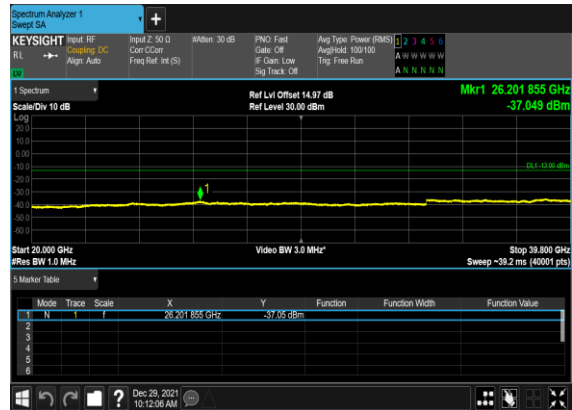 Spectrum Analyzer 1
Swept SA
+
KEYSIGHT Input: RF Input Z: 50 Ω #Atten: 30 dB PNO: Fast Avg Type: Power (RMS) 1 2 3 4 5 6
R L Coupling: DC Corr CCorr Gate: Off Avg|Hold: 100/100 A W W W W W
Align: Auto Freq Ref: Int (S) IF Gain: Low Trig: Free Run
Sig Track: Off A N N N N N
1 Spectrum
Ref Lvl Offset 14.97 dB Mkr1 26.201 855 GHz
Scale/Div 10 dB Ref Level 30.00 dBm -37.049 dBm
Log
20.0
10.0
0.00
-10.0 DL1 -13.00 dBm
-20.0
-30.0
1
-40.0
-50.0
-60.0
Start 20.000 GHz Video BW 3.0 MHz* Stop 39.800 GHz
#Res BW 1.0 MHz Sweep ~39.2 ms (40001 pts)
5 Marker Table
Mode Trace Scale X Y Function Function Width Function Value
1 N 1 f 26.201 855 GHz -37.05 dBm
2
3
4
5
6
? Dec 29, 2021
10:12:06 AM